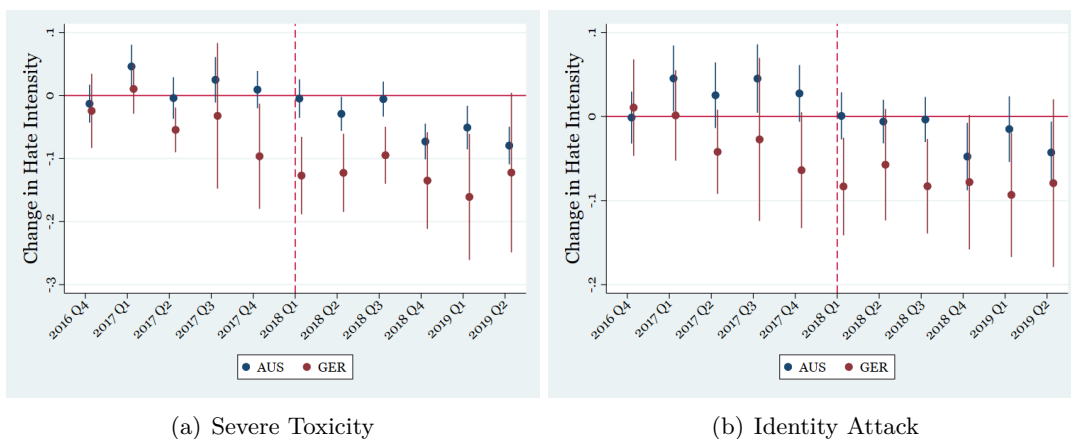 Change in Hate Intensity
.1
0
-.1
-.2
-.3
2016 Q4
2017 Q1
2017 Q2
2017 Q3
2017 Q4
2018 Q1
2018 Q2
2018 Q3
2018 Q4
2019 Q1
2019 Q2
AUS GER
(a) Severe Toxicity
Change in Hate Intensity
.1
0
-.1
-.2
2016 Q4
2017 Q1
2017 Q2
2017 Q3
2017 Q4
2018 Q1
2018 Q2
2018 Q3
2018 Q4
2019 Q1
2019 Q2
AUS GER
(b) Identity Attack